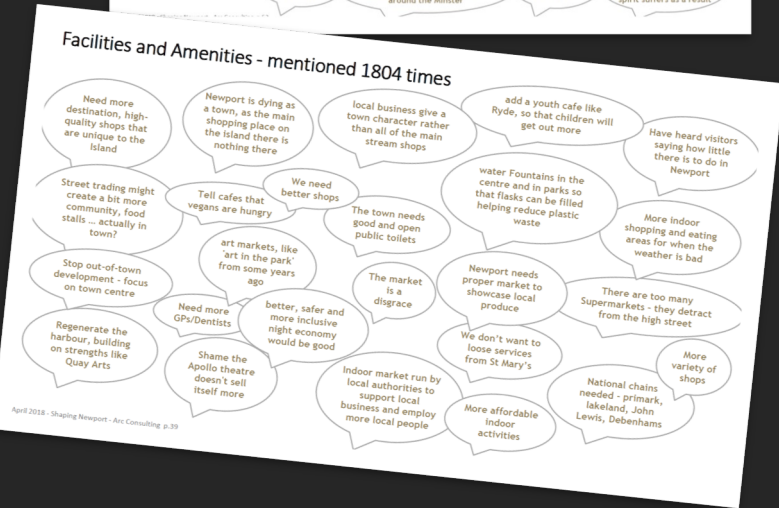 around the Minster
spirit suffers as a result
Facilities and Amenities - mentioned 1804 times
Need more
destination, high-
quality shops that
are unique to the
island
Newport is dying as
a town, as the main
shopping place on
the island there is
nothing there
local business give a
town character rather
than all of the main
stream shops
add a youth cafe like
Ryde, so that children will
get out more
Have heard visitors
saying how little
there is to do in
Newport
Street trading might
create a bit more
community, food
stalls ... actually in
town?
Tell cafes that
vegans are hungry
We need
better shops
The town needs
good and open
public toilets
water Fountains in the
centre and in parks so
that flasks can be filled
helping reduce plastic
waste
More indoor
shopping and eating
areas for when the
weather is bad
Stop out-of-town
development - focus
on town centre
art markets, like
'art in the park'
from some years
ago
The market
is a
disgrace
Newport needs
proper market to
showcase local
produce
There are too many
Supermarkets - they detract
from the high street
Need more
GPs/Dentists
better, safer and
more inclusive
night economy
would be good
Regenerate the
harbour, building
on strengths like
Quay Arts
Shame the
Apollo theatre
doesn't sell
itself more
Indoor market run by
local authorities to
support local
business and employ
more local people
We don't want to
loose services
from St Mary's
More affordable
indoor
activities
National chains
needed - primark,
lakeland, John
Lewis, Debenhams
More
variety of
shops
April 2018 - Shaping Newport - Arc Consulting p.39